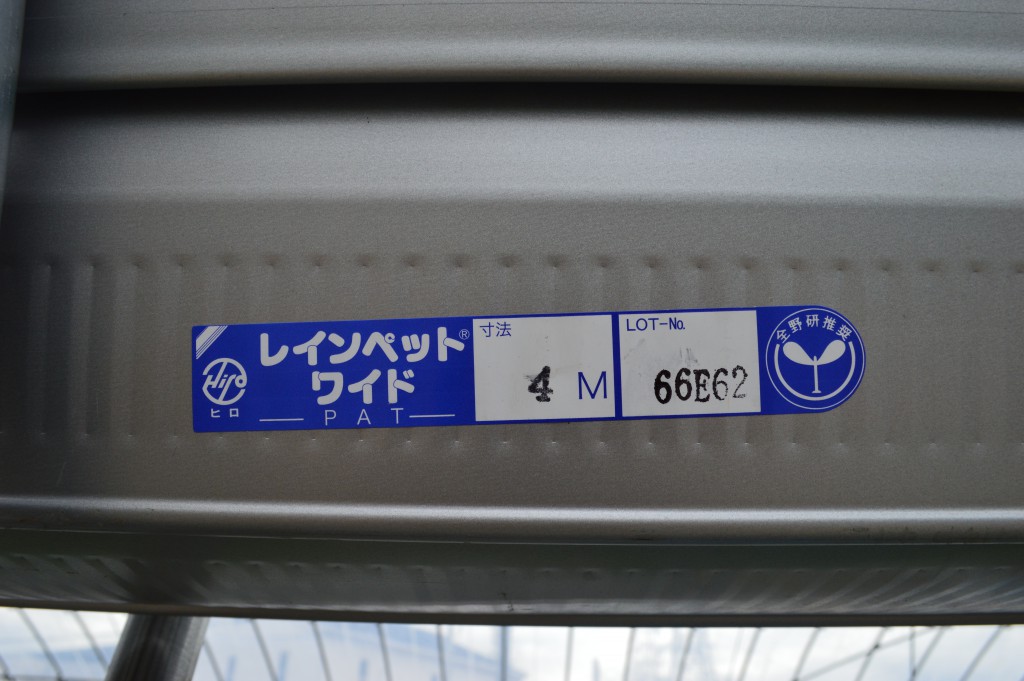 Hiro
ヒロ
レインペット®
ワイド
PAT
寸法
4 M
LOT-No.
66E62
全野研推奨